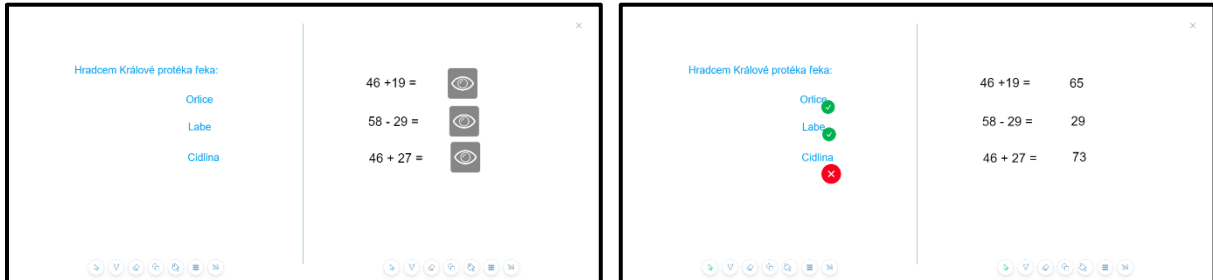 Hradcem Králové protéka řeka:
Orlice
Labe
Cidlina
46 +19 =
58 - 29 =
46 + 27 =
Hradcem Králové protéka řeka:
Orlice
Labe
Cidlina
46 +19 = 65
58 - 29 = 29
46 + 27 = 73